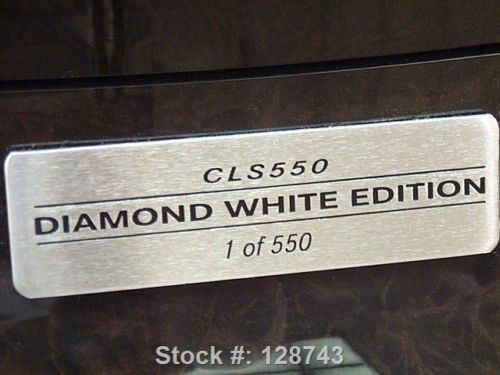 CLS550
DIAMOND WHITE EDITION
1 of 550
Stock #: 128743